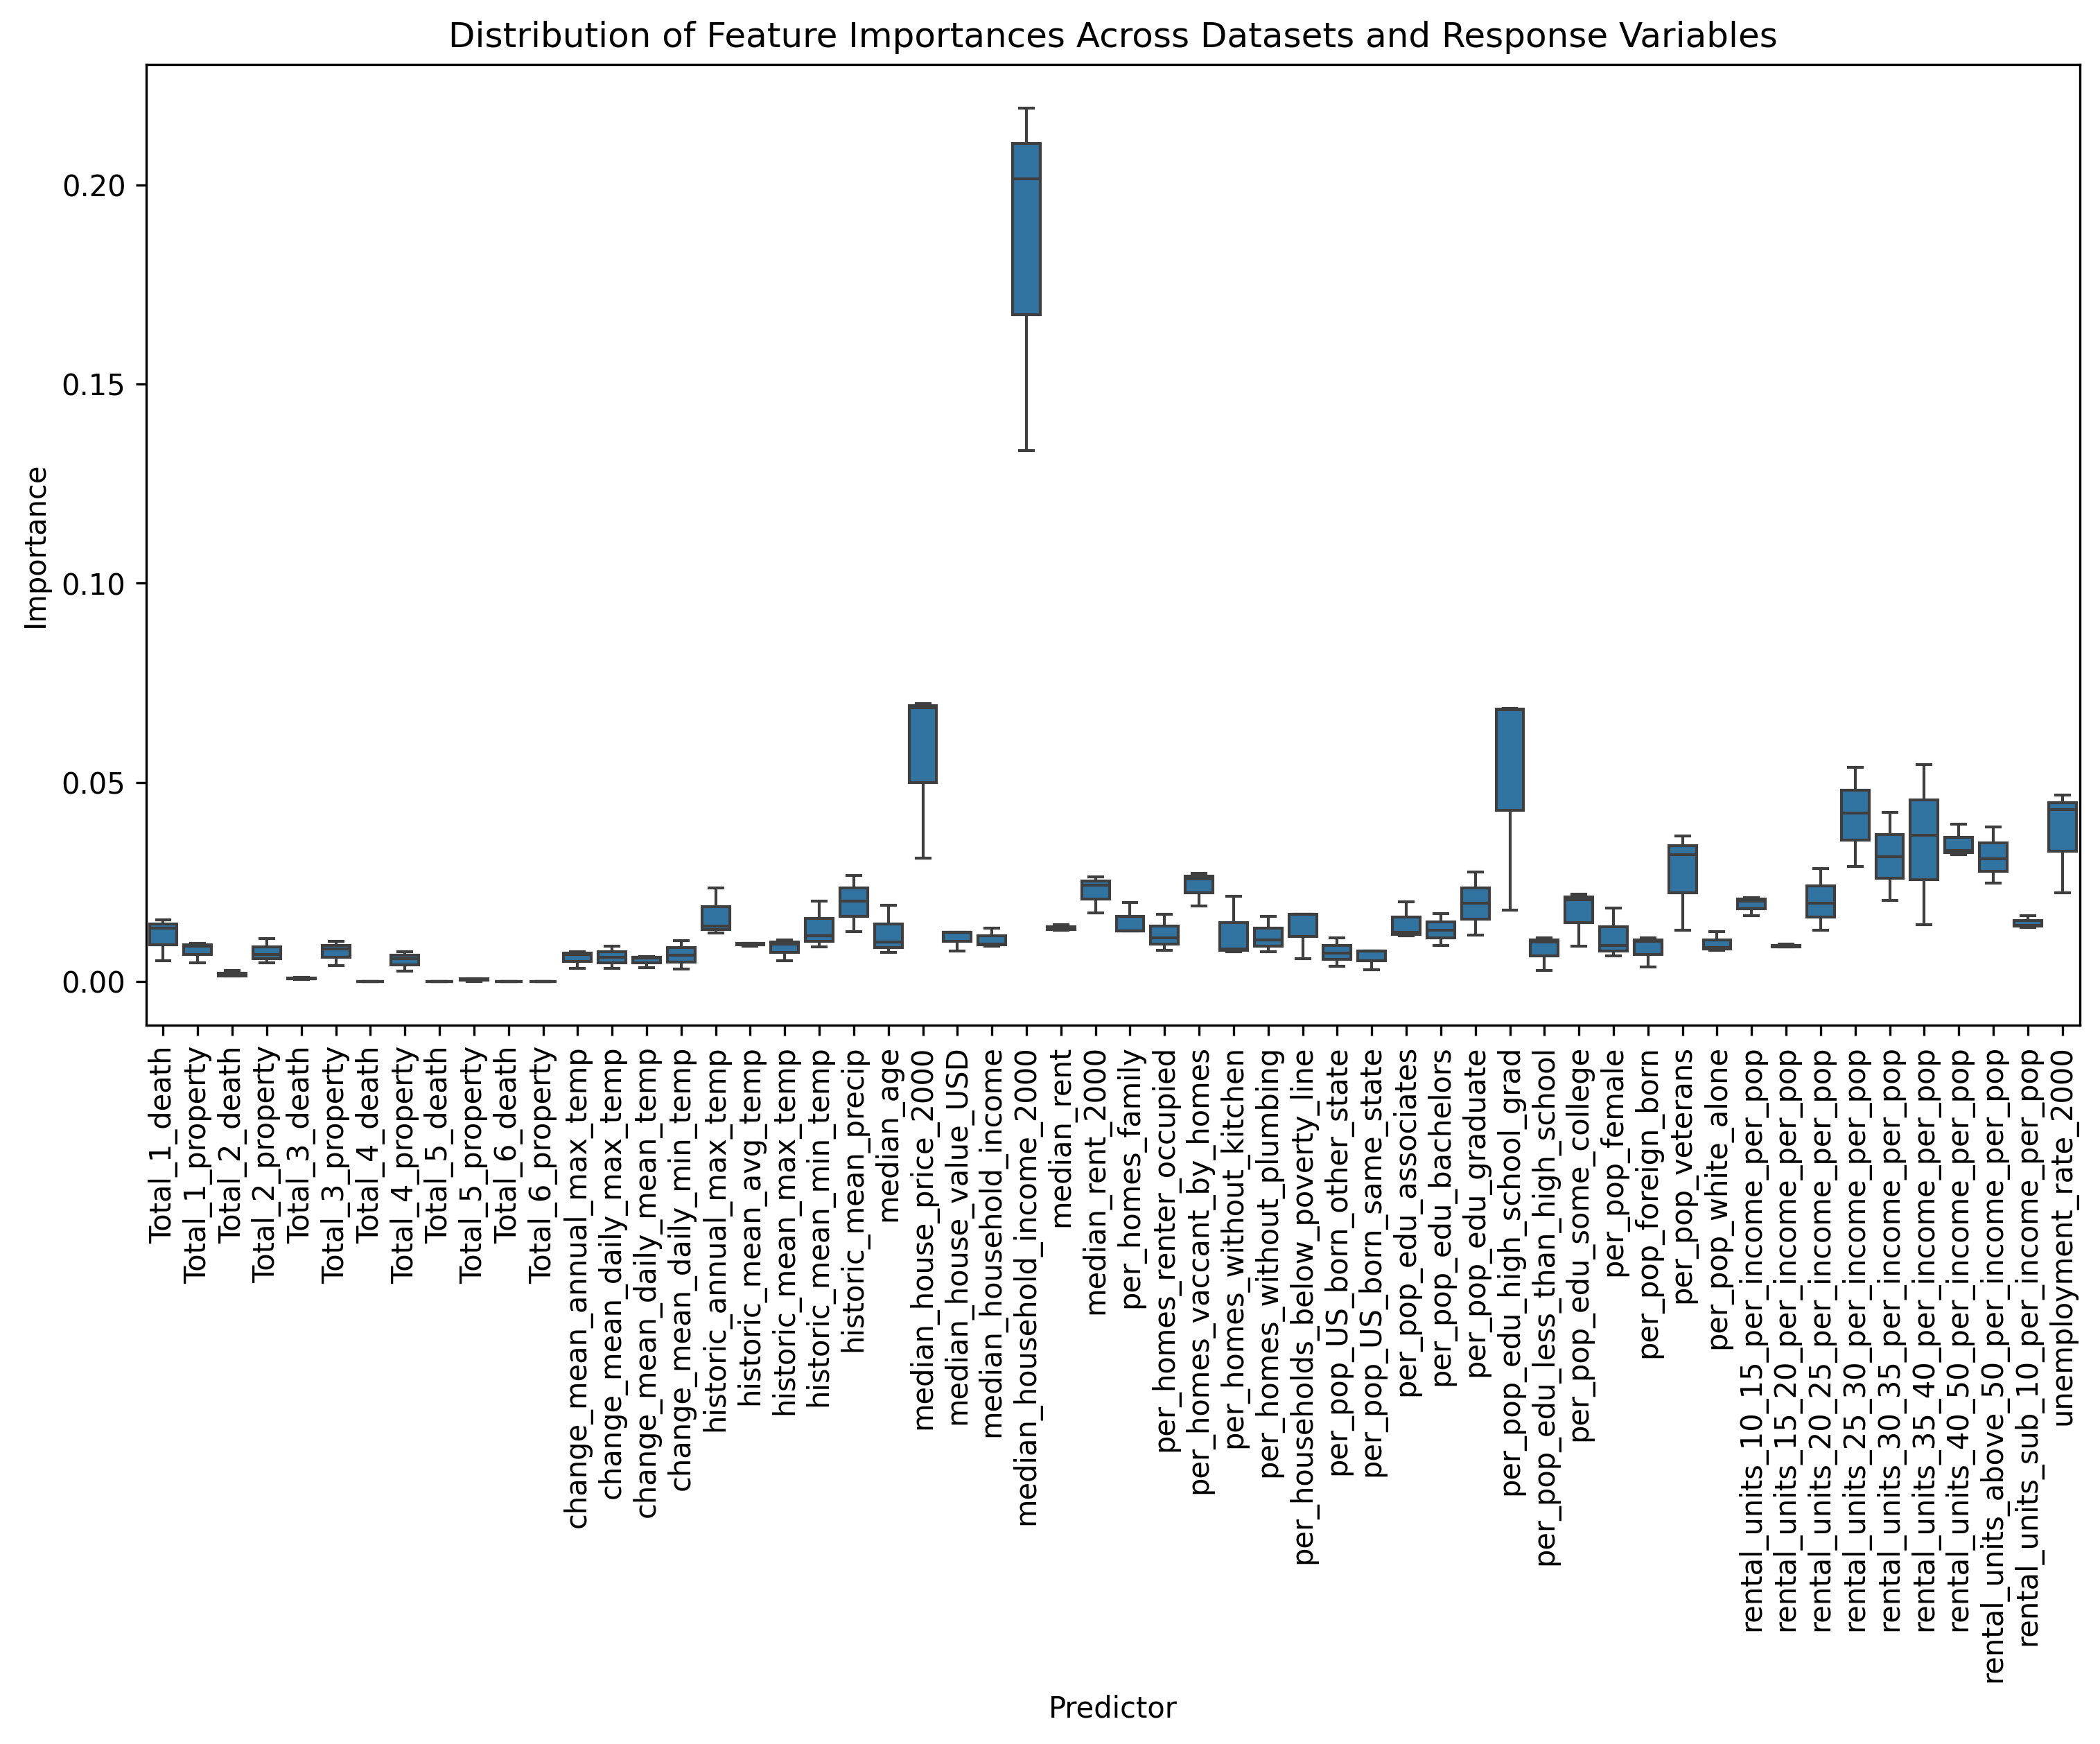 Distribution of Feature Importances Across Datasets and Response Variables
Importance
0.20
0.15
0.10
0.05
0.00
Total_1_death
Total_1_property
Total_2_death
Total_2_property
Total_3_death
Total_3_property
Total_4_death
Total_4_property
Total_5_death
Total_5_property
Total_6_death
Total_6_property
change_mean_annual_max_temp
change_mean_daily_max_temp
change_mean_daily_mean_temp
change_mean_daily_min_temp
historic_annual_max_temp
historic_mean_avg_temp
historic_mean_max_temp
historic_mean_min_temp
historic_mean_precip
median_age
median_house_price_2000
median_house_value_USD
median_household_income
median_household_income_2000
median_rent
median_rent_2000
per_homes_family
per_homes_renter_occupied
per_homes_vaccant_by_homes
per_homes_without_kitchen
per_homes_without_plumbing
per_households_below_poverty_line
per_pop_US_born_other_state
per_pop_US_born_same_state
per_pop_edu_associates
per_pop_edu_bachelors
per_pop_edu_graduate
per_pop_edu_high_school_grad
per_pop_edu_less_than_high_school
per_pop_edu_some_college
per_pop_female
per_pop_foreign_born
per_pop_veterans
per_pop_white_alone
rental_units_10_15_per_income_per_pop
rental_units_15_20_per_income_per_pop
rental_units_20_25_per_income_per_pop
rental_units_25_30_per_income_per_pop
rental_units_30_35_per_income_per_pop
rental_units_35_40_per_income_per_pop
rental_units_40_50_per_income_per_pop
rental_units_above_50_per_income_per_pop
rental_units_sub_10_per_income_per_pop
unemployment_rate_2000
Predictor